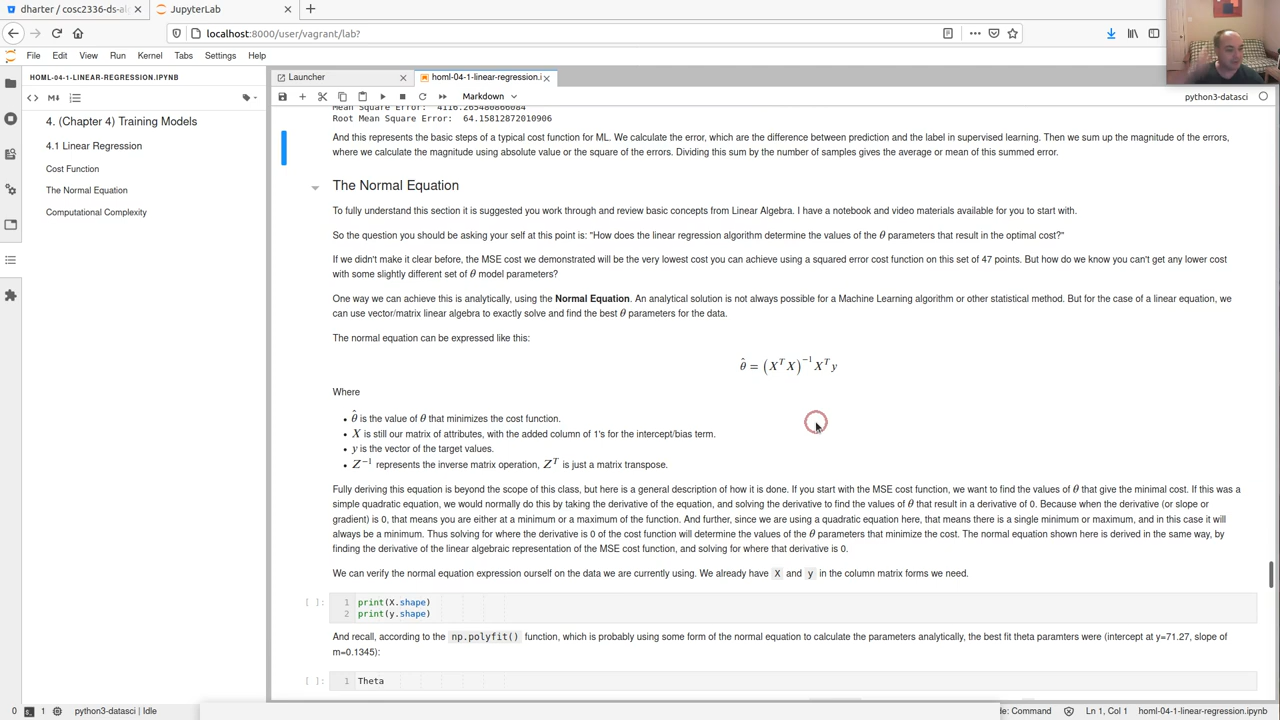 dharter / cosc2336-ds-al
JupyterLab
localhost:8000/user/vagrant/lab?
File Edit View Run Kernel Tabs Settings Help
HOML-04-1-LINEAR-REGRESSION.IPYNB
4. (Chapter 4) Training Models
4.1 Linear Regression
Cost Function
The Normal Equation
Computational Complexity
Launcher
homl-04-1-linear-regression.i
Markdown
python3-datasci
Mean Square Error: 4116.265480866084
Root Mean Square Error: 64.15812872010906
And this represents the basic steps of a typical cost function for ML. We calculate the error, which are the difference between prediction and the label in supervised learning. Then we sum up the magnitude of the errors,
where we calculate the magnitude using absolute value or the square of the errors. Dividing this sum by the number of samples gives the average or mean of this summed error.
The Normal Equation
To fully understand this section it is suggested you work through and review basic concepts from Linear Algebra. I have a notebook and video materials available for you to start with.
So the question you should be asking your self at this point is: "How does the linear regression algorithm determine the values of the θ parameters that result in the optimal cost?"
If we didn't make it clear before, the MSE cost we demonstrated will be the very lowest cost you can achieve using a squared error cost function on this set of 47 points. But how do we know you can't get any lower cost
with some slightly different set of θ model parameters?
One way we can achieve this is analytically, using the Normal Equation. An analytical solution is not always possible for a Machine Learning algorithm or other statistical method. But for the case of a linear equation, we
can use vector/matrix linear algebra to exactly solve and find the best θ parameters for the data.
The normal equation can be expressed like this:
θ̂ = (XᵀX)⁻¹Xᵀy
Where
• θ̂ is the value of θ that minimizes the cost function.
• X is still our matrix of attributes, with the added column of 1's for the intercept/bias term.
• y is the vector of the target values.
• Z⁻¹ represents the inverse matrix operation, Zᵀ is just a matrix transpose.
Fully deriving this equation is beyond the scope of this class, but here is a general description of how it is done. If you start with the MSE cost function, we want to find the values of θ that give the minimal cost. If this was a
simple quadratic equation, we would normally do this by taking the derivative of the equation, and solving the derivative to find the values of θ that result in a derivative of 0. Because when the derivative (or slope or
gradient) is 0, that means you are either at a minimum or a maximum of the function. And further, since we are using a quadratic equation here, that means there is a single minimum or maximum, and in this case it will
always be a minimum. Thus solving for where the derivative is 0 of the cost function will determine the values of the θ parameters that minimize the cost. The normal equation shown here is derived in the same way, by
finding the derivative of the linear algebraic representation of the MSE cost function, and solving for where that derivative is 0.
We can verify the normal equation expression ourself on the data we are currently using. We already have X and y in the column matrix forms we need.
[ ]: 1 print(X.shape)
2 print(y.shape)
And recall, according to the np.polyfit() function, which is probably using some form of the normal equation to calculate the parameters analytically, the best fit theta paramters were (intercept at y=71.27, slope of
m=0.1345):
[ ]: 1 Theta
0 1 python3-datasci | Idle
de: Command Ln 1, Col 1 homl-04-1-linear-regression.ipynb